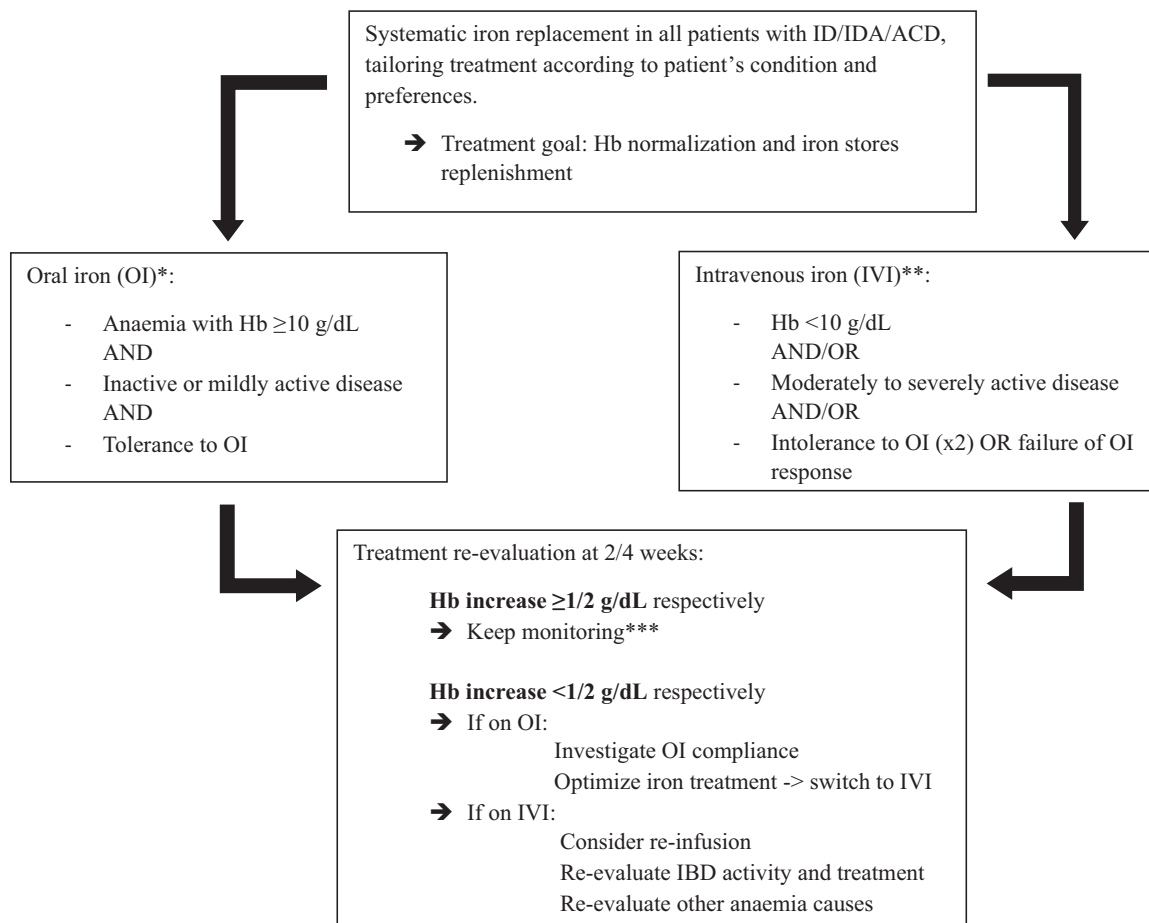 Systematic iron replacement in all patients with ID/IDA/ACD,
tailoring treatment according to patient's condition and
preferences.
➔ Treatment goal: Hb normalization and iron stores
replenishment
Oral iron (OI)*:
- Anaemia with Hb ≥10 g/dL
AND
- Inactive or mildly active disease
AND
- Tolerance to OI
Intravenous iron (IVI)**:
- Hb <10 g/dL
AND/OR
- Moderately to severely active disease
AND/OR
- Intolerance to OI (x2) OR failure of OI
response
Treatment re-evaluation at 2/4 weeks:
Hb increase ≥1/2 g/dL respectively
➔ Keep monitoring***
Hb increase <1/2 g/dL respectively
➔ If on OI:
Investigate OI compliance
Optimize iron treatment -> switch to IVI
➔ If on IVI:
Consider re-infusion
Re-evaluate IBD activity and treatment
Re-evaluate other anaemia causes